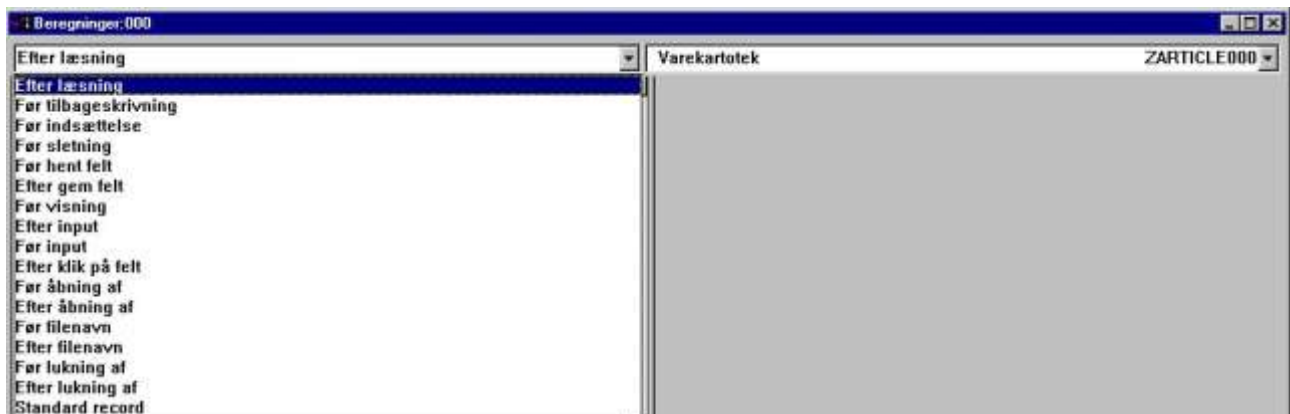 Beregninger:000
Efter læsning Varekartotek ZARTICLE000
Efter læsning
Før tilbageskrivning
Før indsættelse
Før sletning
Før hent felt
Efter gem felt
Før visning
Efter input
Før input
Efter klik på felt
Før åbning af
Efter åbning af
Før filenavn
Efter filenavn
Før lukning af
Efter lukning af
Standard record